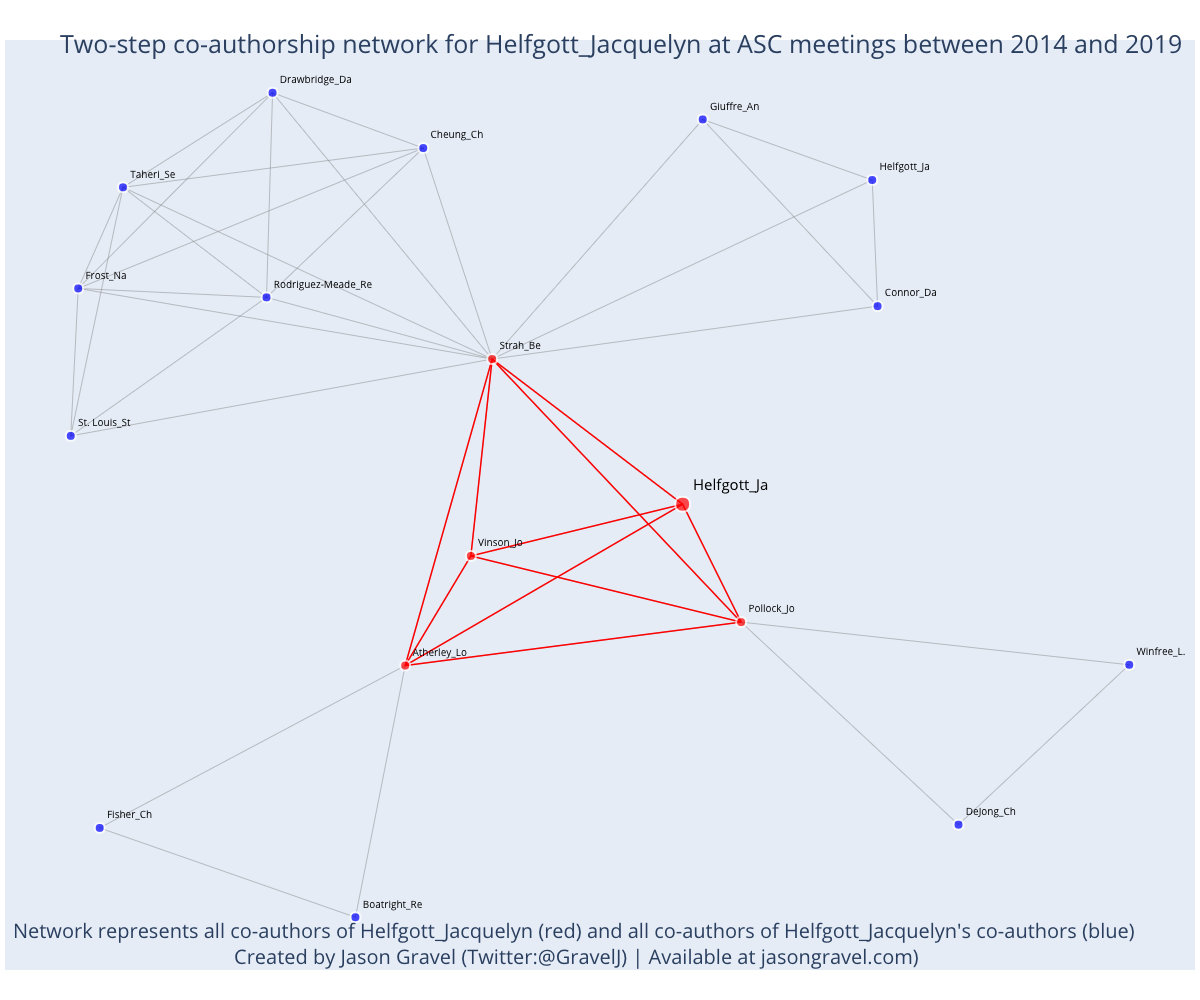 Two-step co-authorship network for Helfgott_Jacquelyn at ASC meetings between 2014 and 2019
Drawbridge_Da
Giuffre_An
Cheung_Ch
Helfgott_Ja
Taheri_Se
Frost_Na
Rodriguez-Meade_Re
Connor_Da
Strah_Be
St. Louis_St
Helfgott_Ja
Vinson_Jo
Pollock_Jo
Atherley_Lo
Winfree_L.
Fisher_Ch
DeJong_Ch
Boatright_Re
Network represents all co-authors of Helfgott_Jacquelyn (red) and all co-authors of Helfgott_Jacquelyn's co-authors (blue)
Created by Jason Gravel (Twitter:@GravelJ) | Available at jasongravel.com)